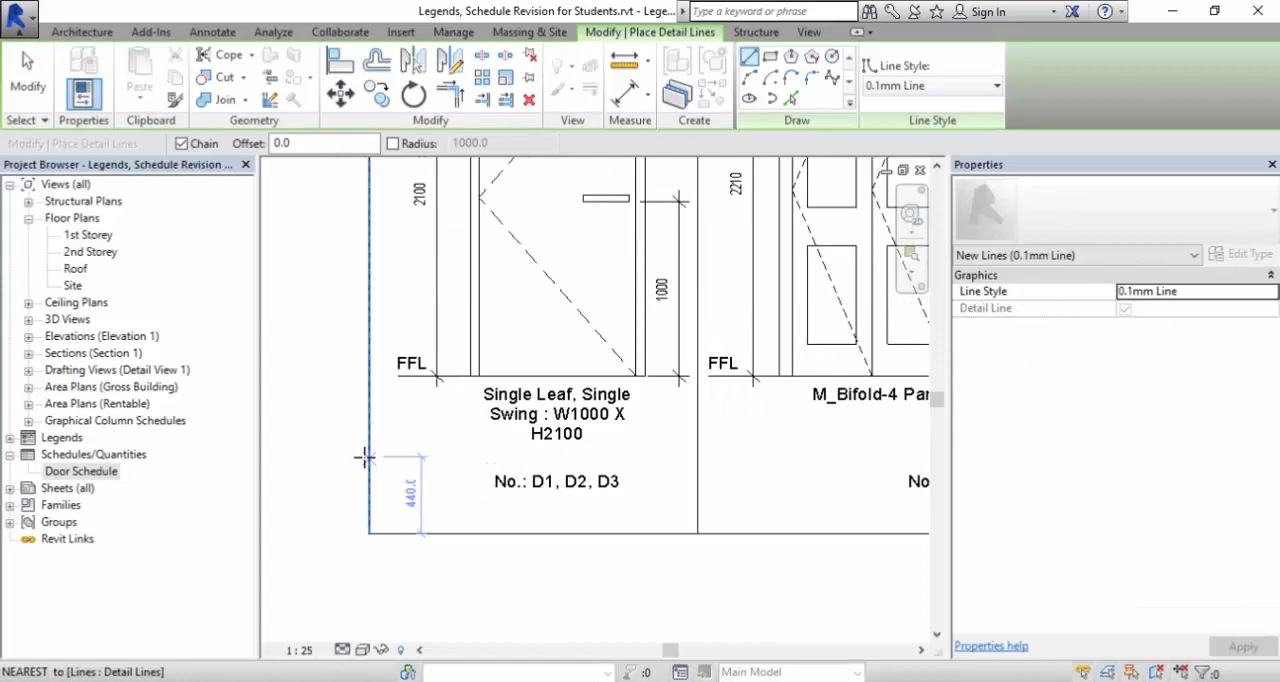 Legends, Schedule Revision for Students.rvt - Lege...
Type a keyword or phrase
Sign In
Architecture
Add-Ins
Annotate
Analyze
Collaborate
Insert
Manage
Massing & Site
Modify | Place Detail Lines
Structure
View
Modify
Paste
Cope
Cut
Join
Line Style:
0.1mm Line
Select
Properties
Clipboard
Geometry
Modify
View
Measure
Create
Draw
Line Style
Modify | Place Detail Lines
Chain
Offset:
0.0
Radius:
1000.0
Project Browser - Legends, Schedule Revision ...
Views (all)
Structural Plans
Floor Plans
1st Storey
2nd Storey
Roof
Site
Ceiling Plans
3D Views
Elevations (Elevation 1)
Sections (Section 1)
Drafting Views (Detail View 1)
Area Plans (Gross Building)
Area Plans (Rentable)
Graphical Column Schedules
Legends
Schedules/Quantities
Door Schedule
Sheets (all)
Families
Groups
Revit Links
2100
1000
FFL
Single Leaf, Single
Swing : W1000 X
H2100
No.: D1, D2, D3
440.
2210
2D
FFL
M_Bifold-4 Par
No
1 : 25
Properties
New Lines (0.1mm Line)
Edit Type
Graphics
Line Style
0.1mm Line
Detail Line
Properties help
Apply
NEAREST to [Lines : Detail Lines]
:0
Main Model
:0